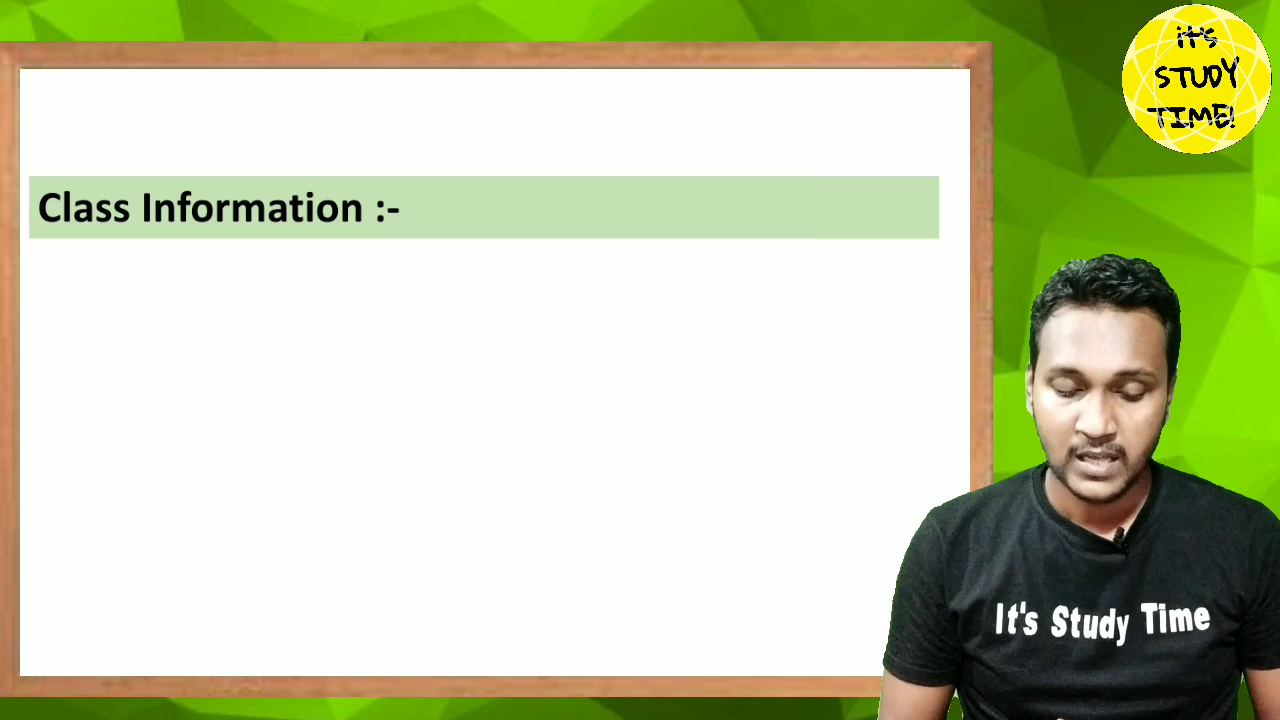 it's
STUDY
TIME!
Class Information :-
It's Study Time